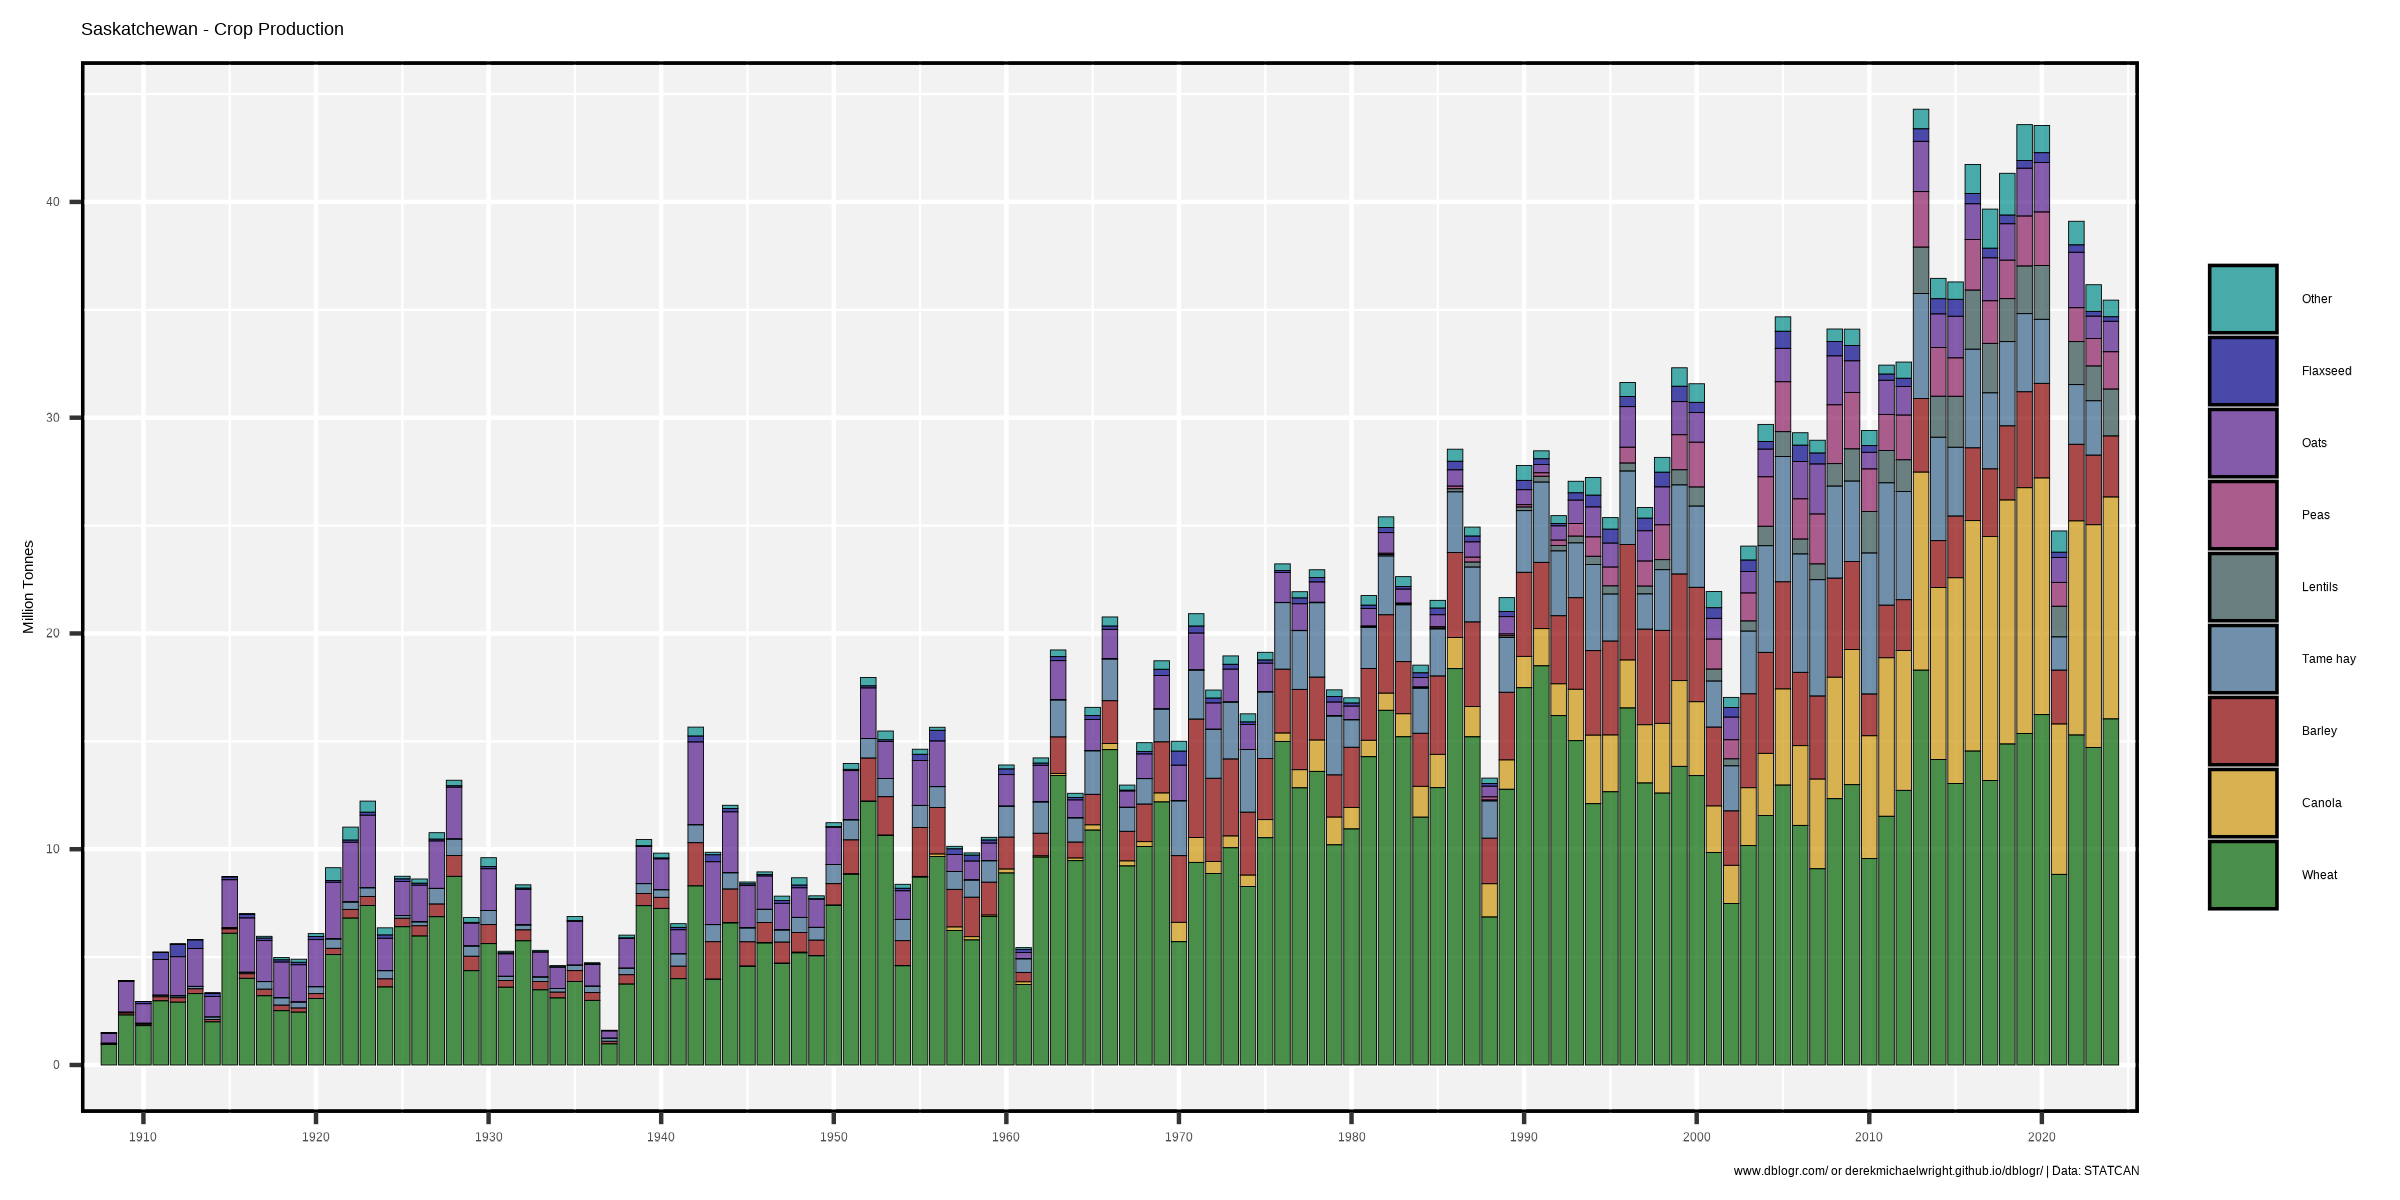 Saskatchewan - Crop Production
Million Tonnes
40
30
20
10
0
1910 1920 1930 1940 1950 1960 1970 1980 1990 2000 2010 2020
Other
Flaxseed
Oats
Peas
Lentils
Tame hay
Barley
Canola
Wheat
www.dblogr.com/ or derekmichaelwright.github.io/dblogr/ | Data: STATCAN